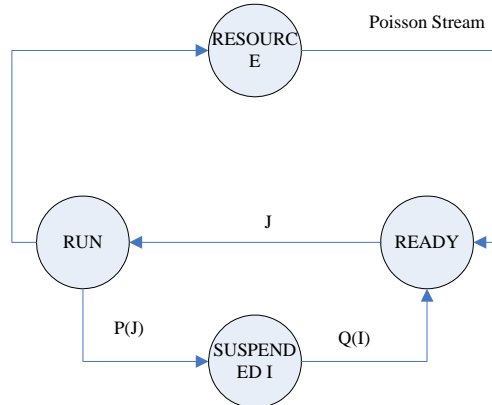 RESOURC
E
Poisson Stream
J
RUN
READY
P(J)
Q(I)
SUSPEND
ED I